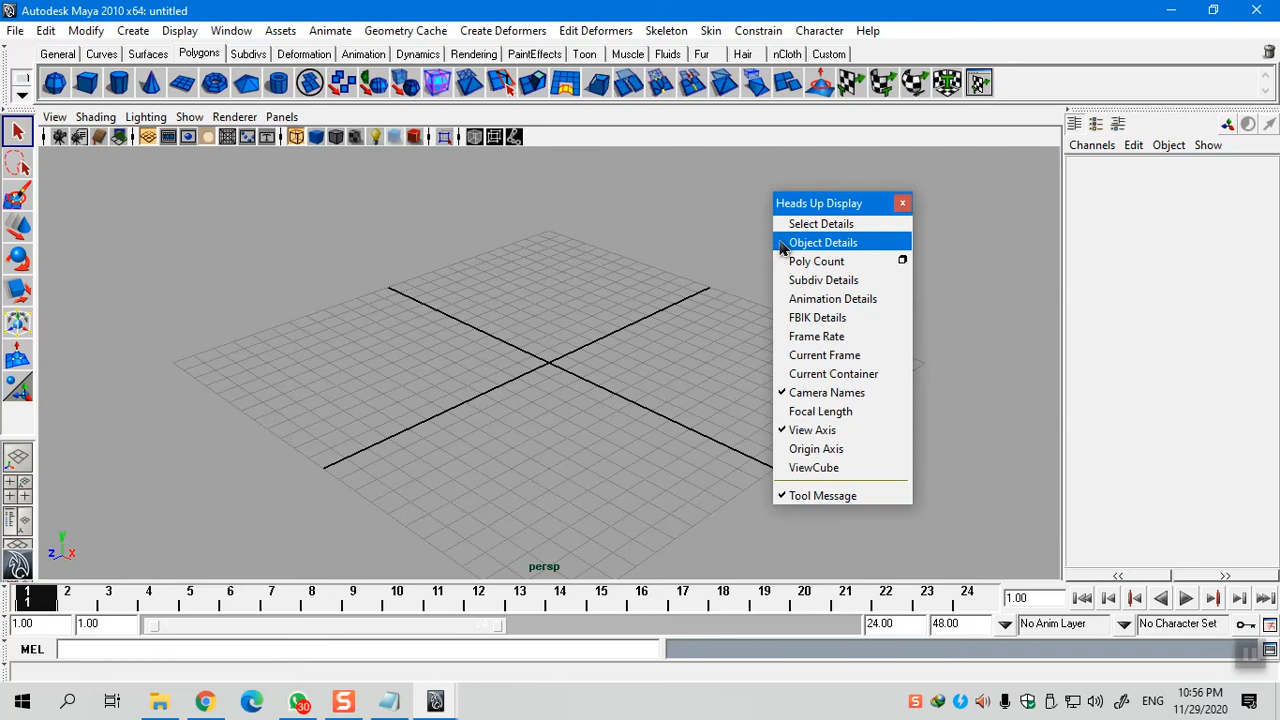 Autodesk Maya 2010 x64: untitled
File Edit Modify Create Display Window Assets Animate Geometry Cache Create Deformers Edit Deformers Skeleton Skin Constrain Character Help
General Curves Surfaces Polygons Subdivs Deformation Animation Dynamics Rendering PaintEffects Toon Muscle Fluids Fur Hair nCloth Custom
View Shading Lighting Show Renderer Panels
Channels Edit Object Show
Heads Up Display
Select Details
Object Details
Poly Count
Subdiv Details
Animation Details
FBIK Details
Frame Rate
Current Frame
Current Container
Camera Names
Focal Length
View Axis
Origin Axis
ViewCube
Tool Message
y
z x
persp
1 2 3 4 5 6 7 8 9 10 11 12 13 14 15 16 17 18 19 20 21 22 23 24 1.00
1
1.00 1.00 24.00 48.00 No Anim Layer No Character Set
MEL
30 ENG 10:56 PM
11/29/2020